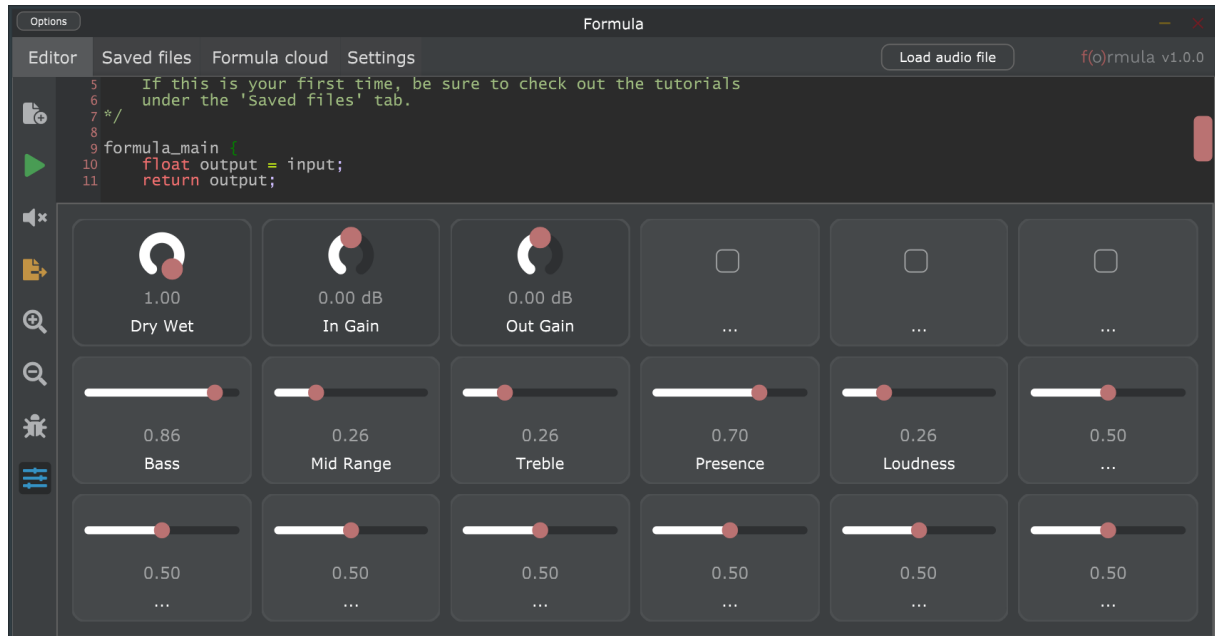 Options
Formula
Editor Saved files Formula cloud Settings Load audio file f(o)rmula v1.0.0
5 If this is your first time, be sure to check out the tutorials
6 under the 'Saved files' tab.
7 */
8
9 formula_main {
10 float output = input;
11 return output;
1.00 0.00 dB 0.00 dB
Dry Wet In Gain Out Gain ... ... ...
0.86 0.26 0.26 0.70 0.26 0.50
Bass Mid Range Treble Presence Loudness ...
0.50 0.50 0.50 0.50 0.50 0.50
... ... ... ... ... ...